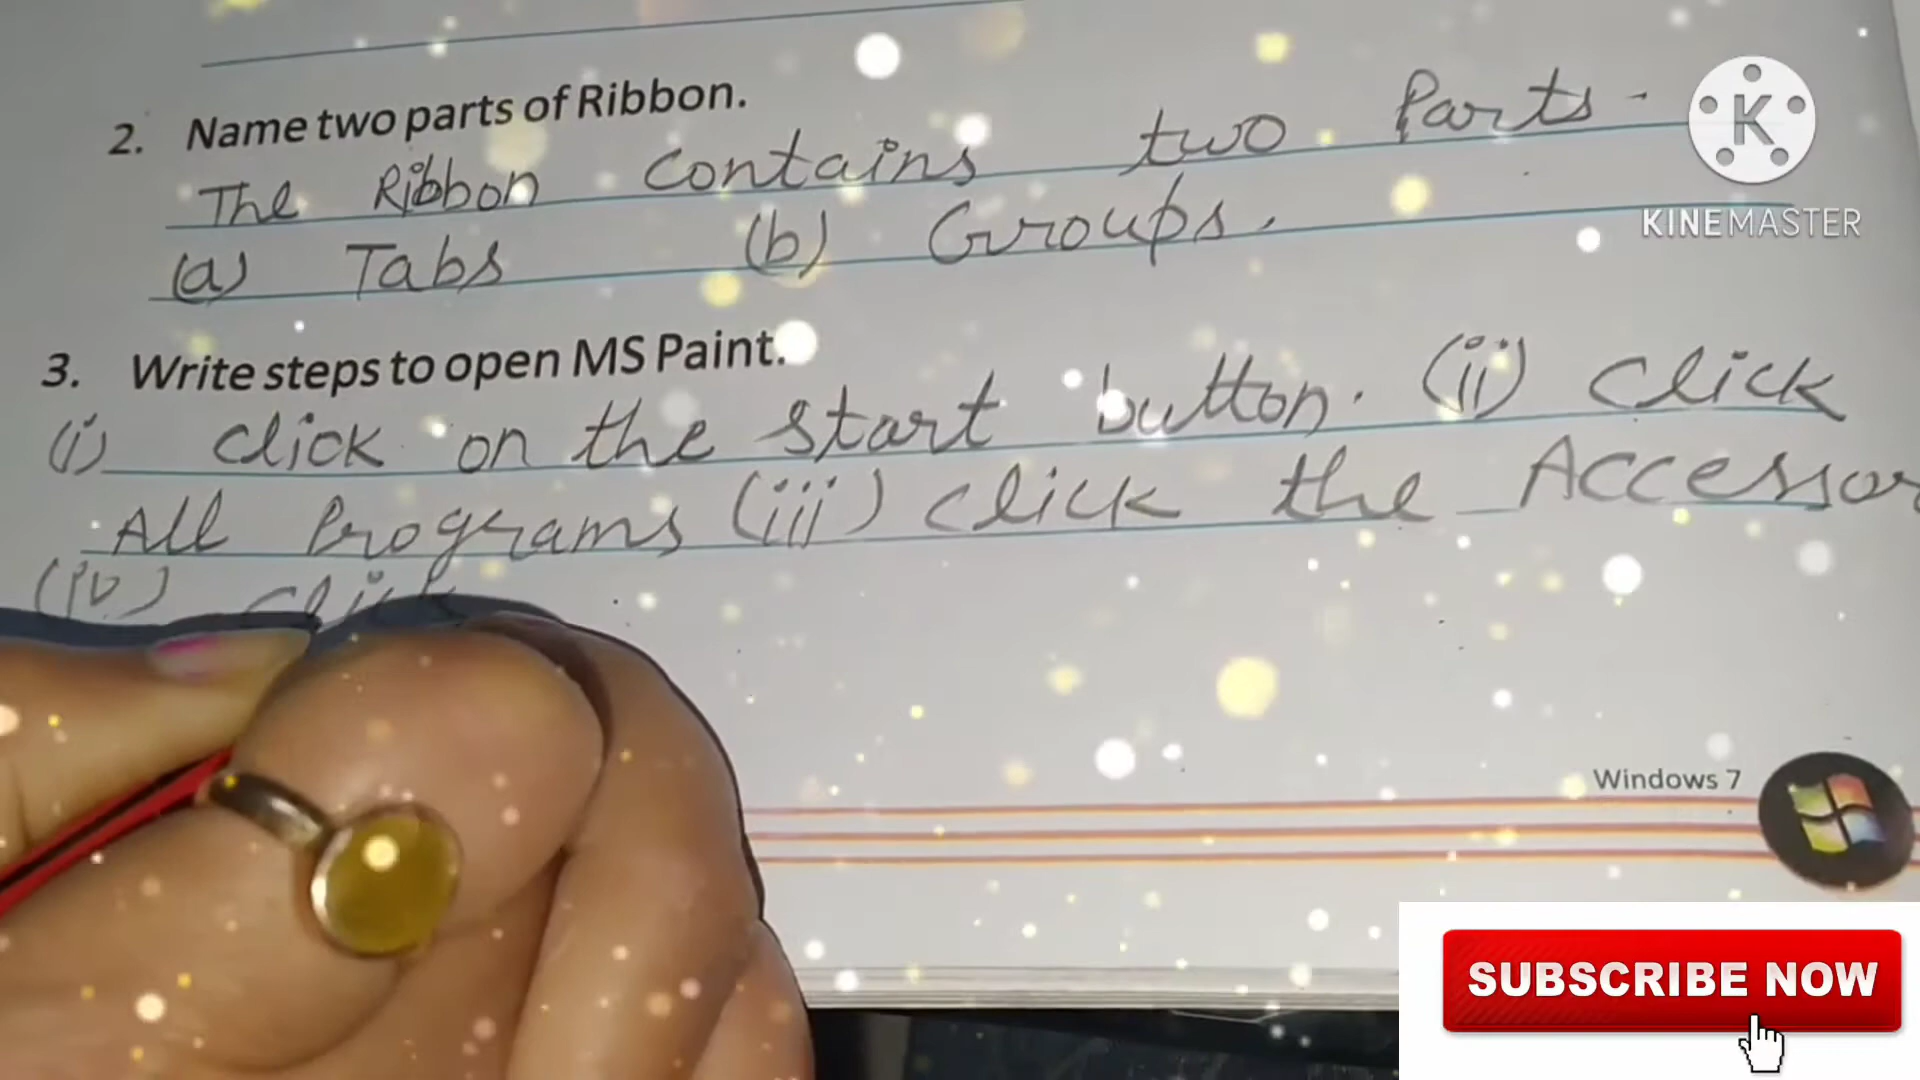 2. Name two parts of Ribbon.
The Ribbon contains two Parts.
(a) Tabs (b) Groups.
3. Write steps to open MS Paint.
(i) click on the start button. (ii) click
All Programs (iii) click the Accessor
(iv) click
Windows 7
K
KINEMASTER
SUBSCRIBE NOW